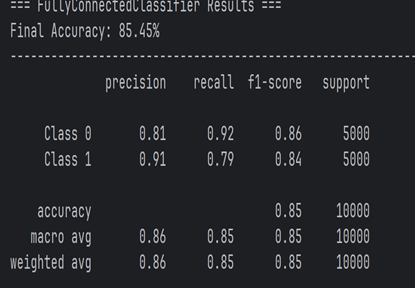 === FullyConnectedClassifier Results ===
Final Accuracy: 85.45%
------------------------------------------------------------
precision recall f1-score support
Class 0 0.81 0.92 0.86 5000
Class 1 0.91 0.79 0.84 5000
accuracy 0.85 10000
macro avg 0.86 0.85 0.85 10000
weighted avg 0.86 0.85 0.85 10000